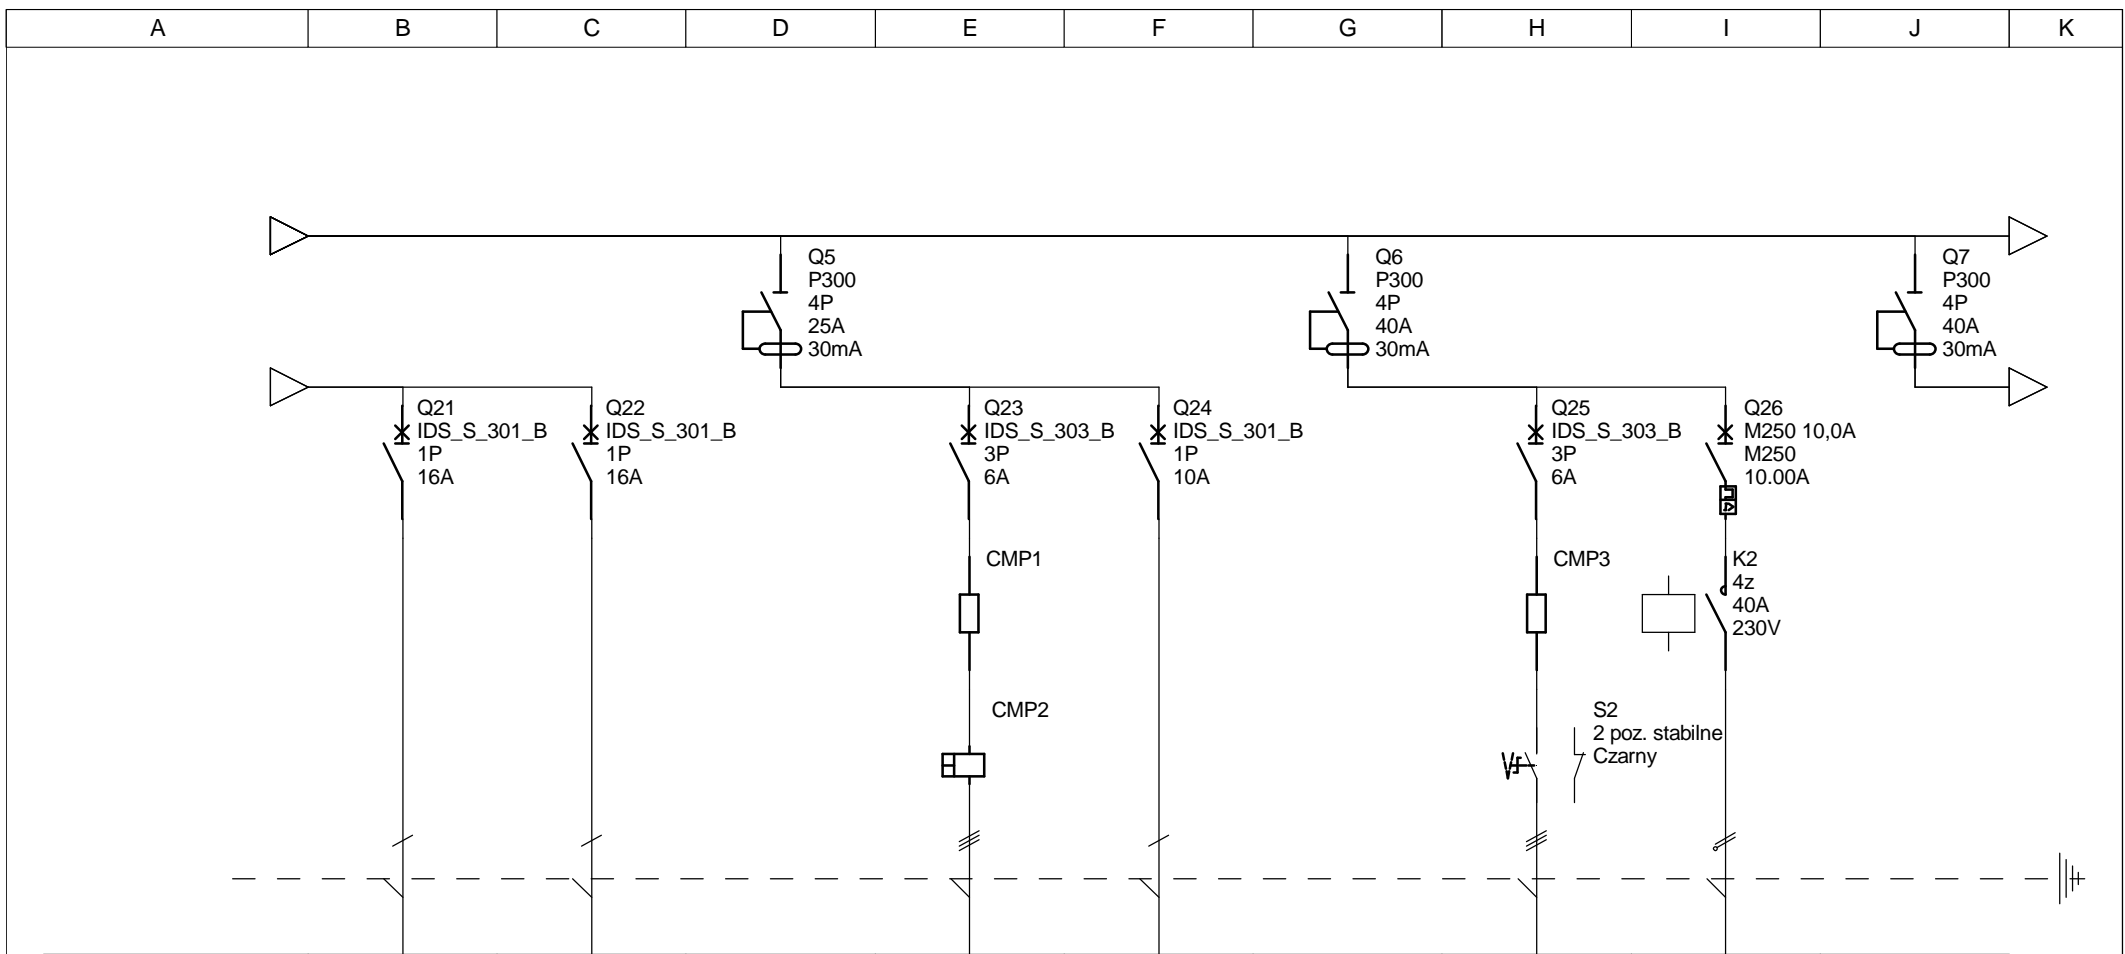 A B C D E F G H I J K
Q5
P300
4P
25A
30mA
Q6
P300
4P
40A
30mA
Q7
P300
4P
40A
30mA
Q21
IDS_S_301_B
1P
16A
Q22
IDS_S_301_B
1P
16A
Q23
IDS_S_303_B
3P
6A
Q24
IDS_S_301_B
1P
10A
Q25
IDS_S_303_B
3P
6A
Q26
M250 10,0A
M250
10.00A
CMP1
CMP3
K2
4z
40A
230V
CMP2
S2
2 poz. stabilne
Czarny